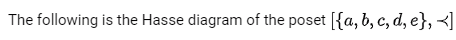 The following is the Hasse diagram of the poset [{a, b, c, d, e}, ≺]